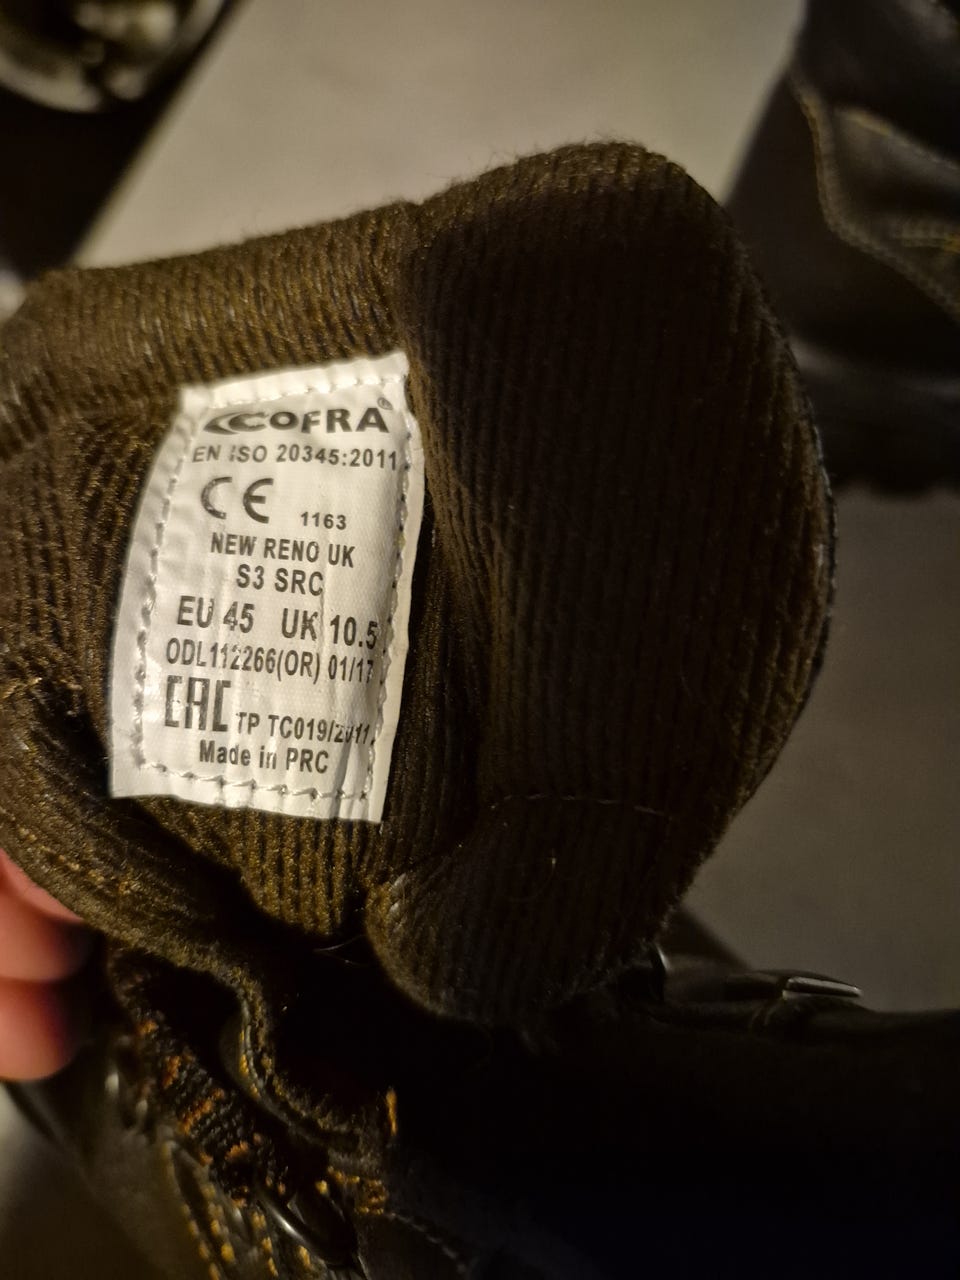 COFRA®
EN ISO 20345:2011
CE 1163
NEW RENO UK
S3 SRC
EU 45 UK 10.5
ODL112266(OR) 01/17
EAC TP TC019/2011
Made in PRC